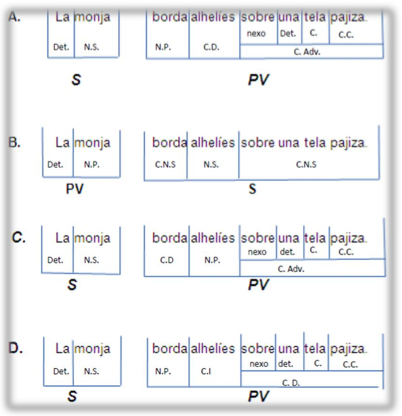 A. La monja borda alhelíes sobre una tela pajiza.
Det. N.S. N.P. C.D. nexo Det. C. C.C.
C. Adv.
S PV
B. La monja borda alhelíes sobre una tela pajiza.
Det. N.P. C.N.S N.S. C.N.S
PV S
C. La monja borda alhelíes sobre una tela pajiza.
Det. N.S. C.D N.P. nexo det. C. C.C.
C. Adv.
S PV
D. La monja borda alhelíes sobre una tela pajiza.
Det. N.S. N.P. C.I nexo det. C. C.C.
C. D.
S PV